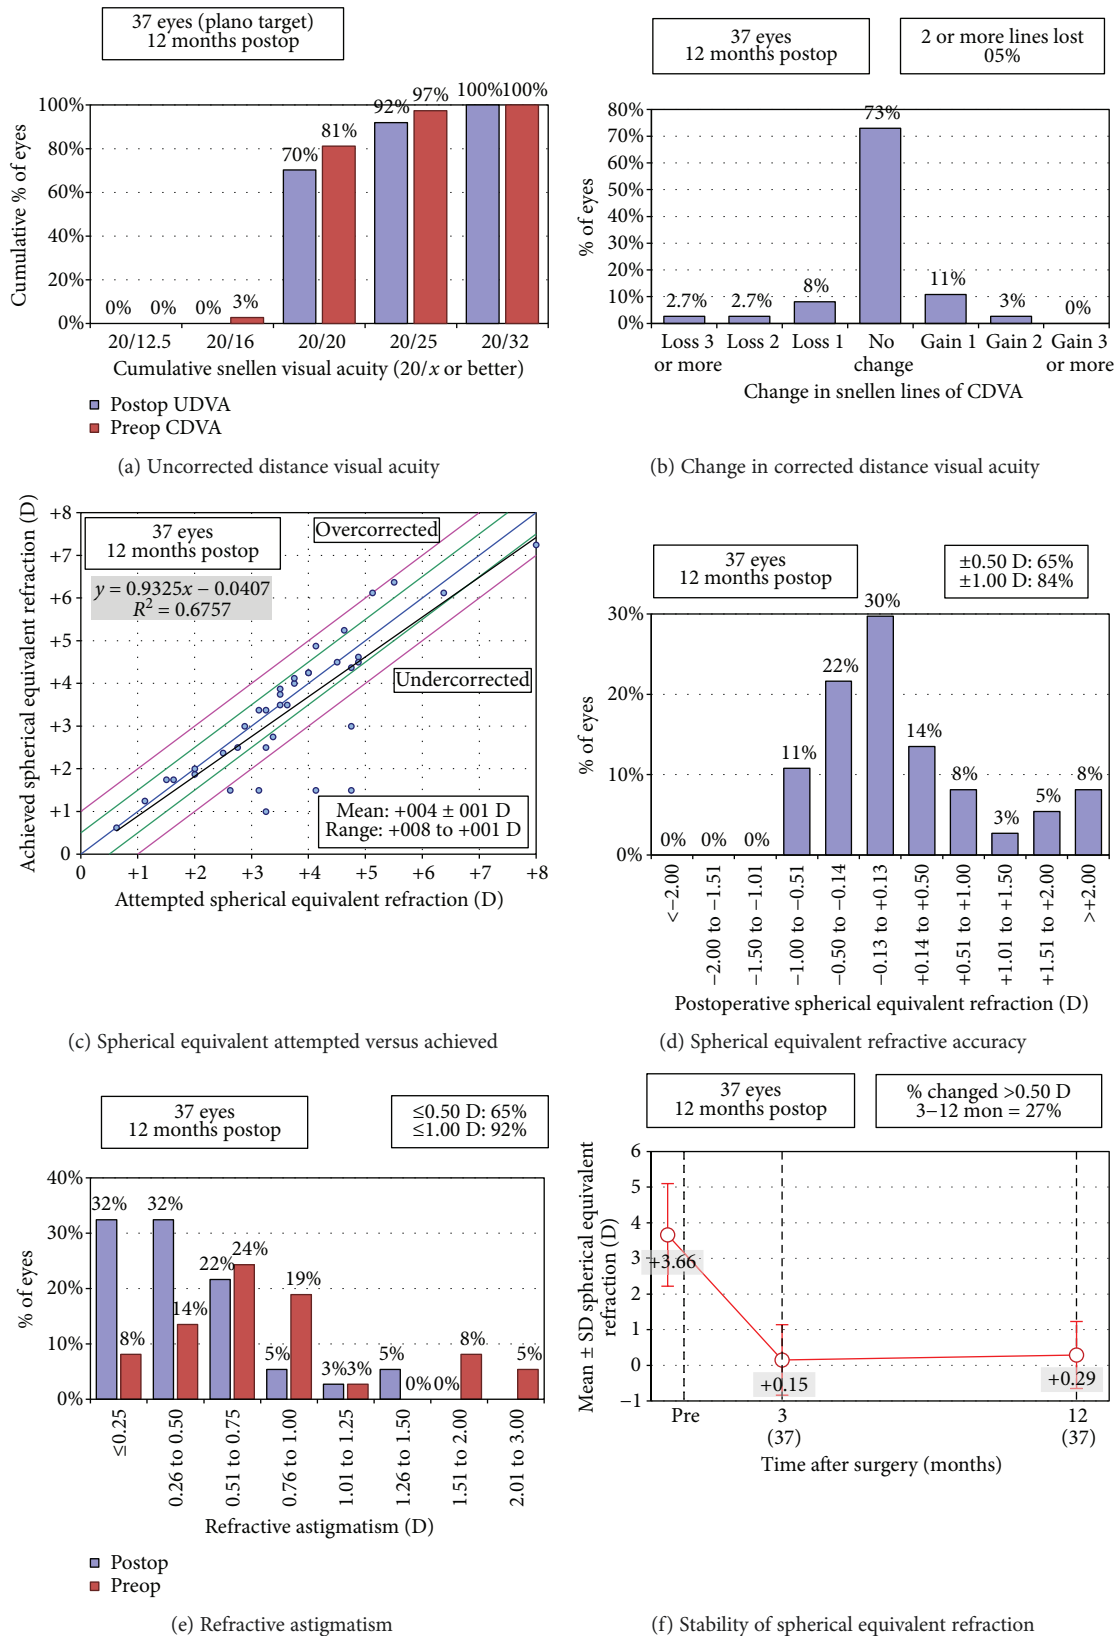 37 eyes (plano target)
12 months postop
Cumulative % of eyes
100%
80%
60%
40%
20%
0%
0% 0% 0% 3% 70% 81% 92% 97% 100% 100%
20/12.5 20/16 20/20 20/25 20/32
Cumulative snellen visual acuity (20/x or better)
Postop UDVA
Preop CDVA
(a) Uncorrected distance visual acuity
37 eyes
12 months postop
2 or more lines lost
05%
% of eyes
80%
70%
60%
50%
40%
30%
20%
10%
0%
2.7% 2.7% 8% 73% 11% 3% 0%
Loss 3 Loss 2 Loss 1 No Gain 1 Gain 2 Gain 3
or more change or more
Change in snellen lines of CDVA
(b) Change in corrected distance visual acuity
37 eyes
12 months postop
y = 0.9325x − 0.0407
R² = 0.6757
Overcorrected
Undercorrected
Mean: +004 ± 001 D
Range: +008 to +001 D
Achieved spherical equivalent refraction (D)
+8
+7
+6
+5
+4
+3
+2
+1
0
0 +1 +2 +3 +4 +5 +6 +7 +8
Attempted spherical equivalent refraction (D)
(c) Spherical equivalent attempted versus achieved
37 eyes
12 months postop
±0.50 D: 65%
±1.00 D: 84%
% of eyes
30%
20%
10%
0%
0% 0% 0% 11% 22% 30% 14% 8% 3% 5% 8%
<−2.00
−2.00 to −1.51
−1.50 to −1.01
−1.00 to −0.51
−0.50 to −0.14
−0.13 to +0.13
+0.14 to +0.50
+0.51 to +1.00
+1.01 to +1.50
+1.51 to +2.00
>+2.00
Postoperative spherical equivalent refraction (D)
(d) Spherical equivalent refractive accuracy
37 eyes
12 months postop
≤0.50 D: 65%
≤1.00 D: 92%
% of eyes
40%
30%
20%
10%
0%
32% 8% 32% 14% 22% 24% 5% 19% 3% 3% 5% 0% 0% 8% 5%
≤0.25
0.26 to 0.50
0.51 to 0.75
0.76 to 1.00
1.01 to 1.25
1.26 to 1.50
1.51 to 2.00
2.01 to 3.00
Refractive astigmatism (D)
Postop
Preop
(e) Refractive astigmatism
37 eyes
12 months postop
% changed >0.50 D
3–12 mon = 27%
Mean ± SD spherical equivalent
refraction (D)
6
5
4
3
2
1
0
−1
+3.66
+0.15
+0.29
Pre 3 12
(37) (37)
Time after surgery (months)
(f) Stability of spherical equivalent refraction